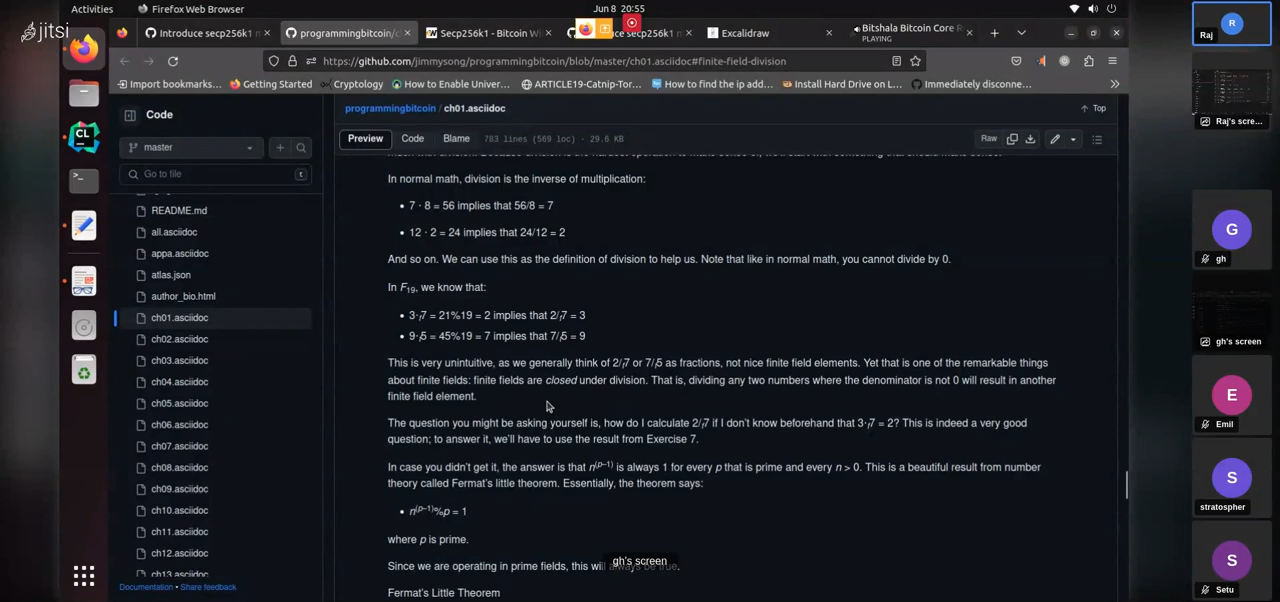 Activities
Firefox Web Browser
Jun 8 20:55
jitsi
Introduce secp256k1
programmingbitcoin/c
Secp256k1 - Bitcoin Wi
ce secp256k1
Excalidraw
Bitshala Bitcoin Core R
PLAYING
https://github.com/jimmysong/programmingbitcoin/blob/master/ch01.asciidoc#finite-field-division
Import bookmarks...
Getting Started
Cryptology
How to Enable Univer...
ARTICLE19-Catnip-Tor...
How to find the ip add...
Install Hard Drive on L...
Immediately disconne...
Code
programmingbitcoin / ch01.asciidoc
Top
master
Preview
Code
Blame
783 lines (569 loc) · 29.6 KB
Raw
Go to file
t
README.md
all.asciidoc
appa.asciidoc
atlas.json
author_bio.html
ch01.asciidoc
ch02.asciidoc
ch03.asciidoc
ch04.asciidoc
ch05.asciidoc
ch06.asciidoc
ch07.asciidoc
ch08.asciidoc
ch09.asciidoc
ch10.asciidoc
ch11.asciidoc
ch12.asciidoc
ch13.asciidoc
Documentation • Share feedback
In normal math, division is the inverse of multiplication:
• 7 · 8 = 56 implies that 56/8 = 7
• 12 · 2 = 24 implies that 24/12 = 2
And so on. We can use this as the definition of division to help us. Note that like in normal math, you cannot divide by 0.
In F19, we know that:
• 3·f7 = 21%19 = 2 implies that 2/f7 = 3
• 9·f5 = 45%19 = 7 implies that 7/f5 = 9
This is very unintuitive, as we generally think of 2/f7 or 7/f5 as fractions, not nice finite field elements. Yet that is one of the remarkable things
about finite fields: finite fields are closed under division. That is, dividing any two numbers where the denominator is not 0 will result in another
finite field element.
The question you might be asking yourself is, how do I calculate 2/f7 if I don't know beforehand that 3·f7 = 2? This is indeed a very good
question; to answer it, we'll have to use the result from Exercise 7.
In case you didn't get it, the answer is that n(p–1) is always 1 for every p that is prime and every n > 0. This is a beautiful result from number
theory called Fermat's little theorem. Essentially, the theorem says:
• n(p–1)%p = 1
where p is prime.
gh's screen
Since we are operating in prime fields, this will always be true.
Fermat's Little Theorem
R
Raj
Raj's scre...
G
gh
gh's screen
E
Emil
S
stratospher
S
Setu